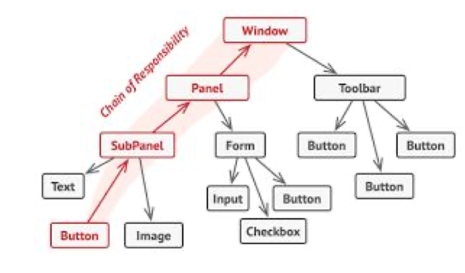 Window
Chain of Responsibility
Panel
Toolbar
SubPanel
Form
Button
Button
Text
Input
Button
Button
Button
Image
Checkbox